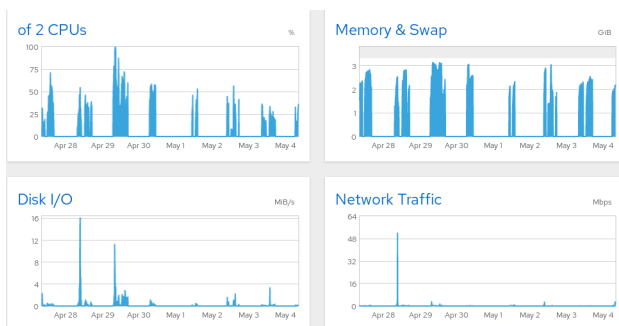 of 2 CPUs %
100
75
50
25
0
Apr 28 Apr 29 Apr 30 May 1 May 2 May 3 May 4
Memory & Swap GiB
3
2
1
0
Apr 28 Apr 29 Apr 30 May 1 May 2 May 3 May 4
Disk I/O MiB/s
16
12
8
4
0
Apr 28 Apr 29 Apr 30 May 1 May 2 May 3 May 4
Network Traffic Mbps
64
48
32
16
0
Apr 28 Apr 29 Apr 30 May 1 May 2 May 3 May 4